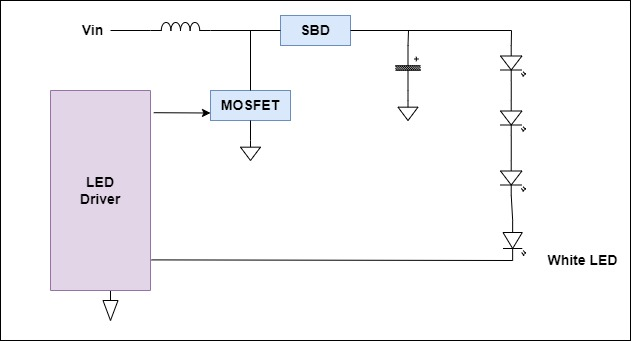 Vin
SBD
MOSFET
LED
Driver
White LED